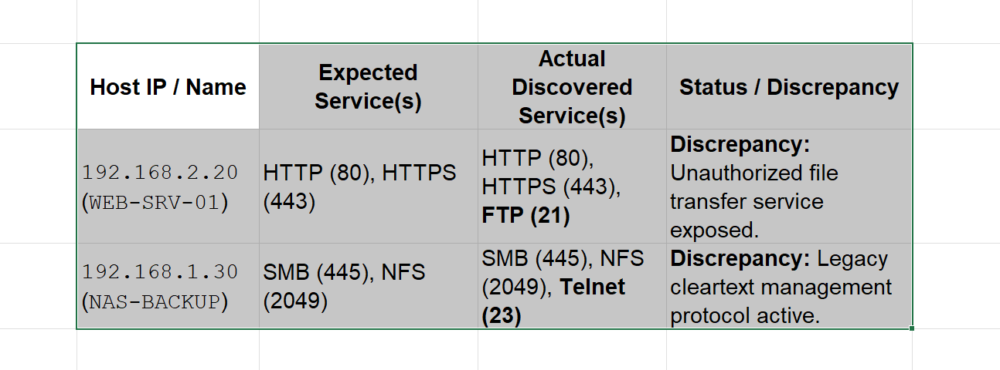 Host IP / Name
Expected
Service(s)
Actual
Discovered
Service(s)
Status / Discrepancy
192.168.2.20
(WEB-SRV-01)
HTTP (80), HTTPS
(443)
HTTP (80),
HTTPS (443),
FTP (21)
Discrepancy:
Unauthorized file
transfer service
exposed.
192.168.1.30
(NAS-BACKUP)
SMB (445), NFS
(2049)
SMB (445), NFS
(2049), Telnet
(23)
Discrepancy: Legacy
cleartext management
protocol active.